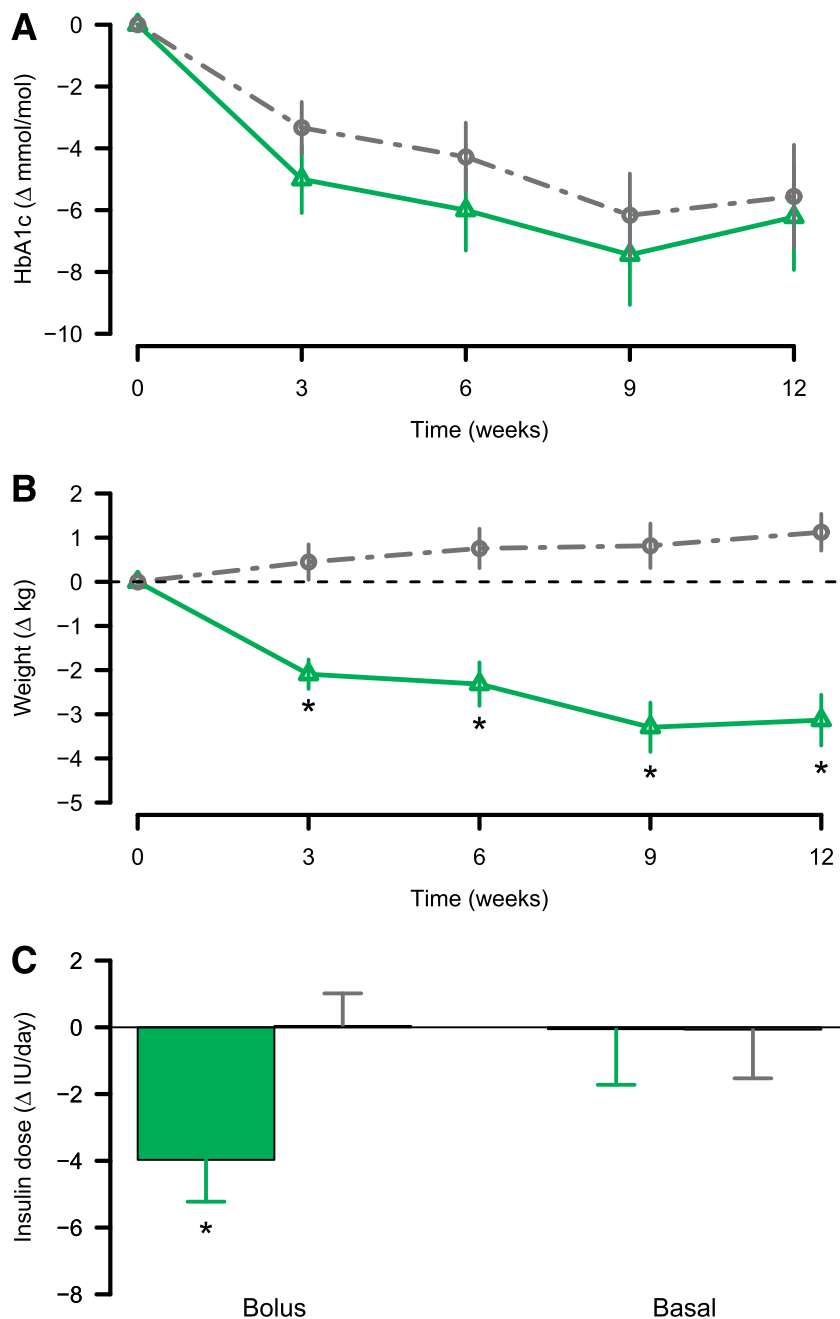 A
HbA1c (Δ mmol/mol)
0
−2
−4
−6
−8
−10
0 3 6 9 12
Time (weeks)
B
Weight (Δ kg)
2
1
0
−1
−2
−3
−4
−5
* * * *
0 3 6 9 12
Time (weeks)
C
Insulin dose (Δ IU/day)
2
0
−2
−4
−6
−8
*
Bolus Basal